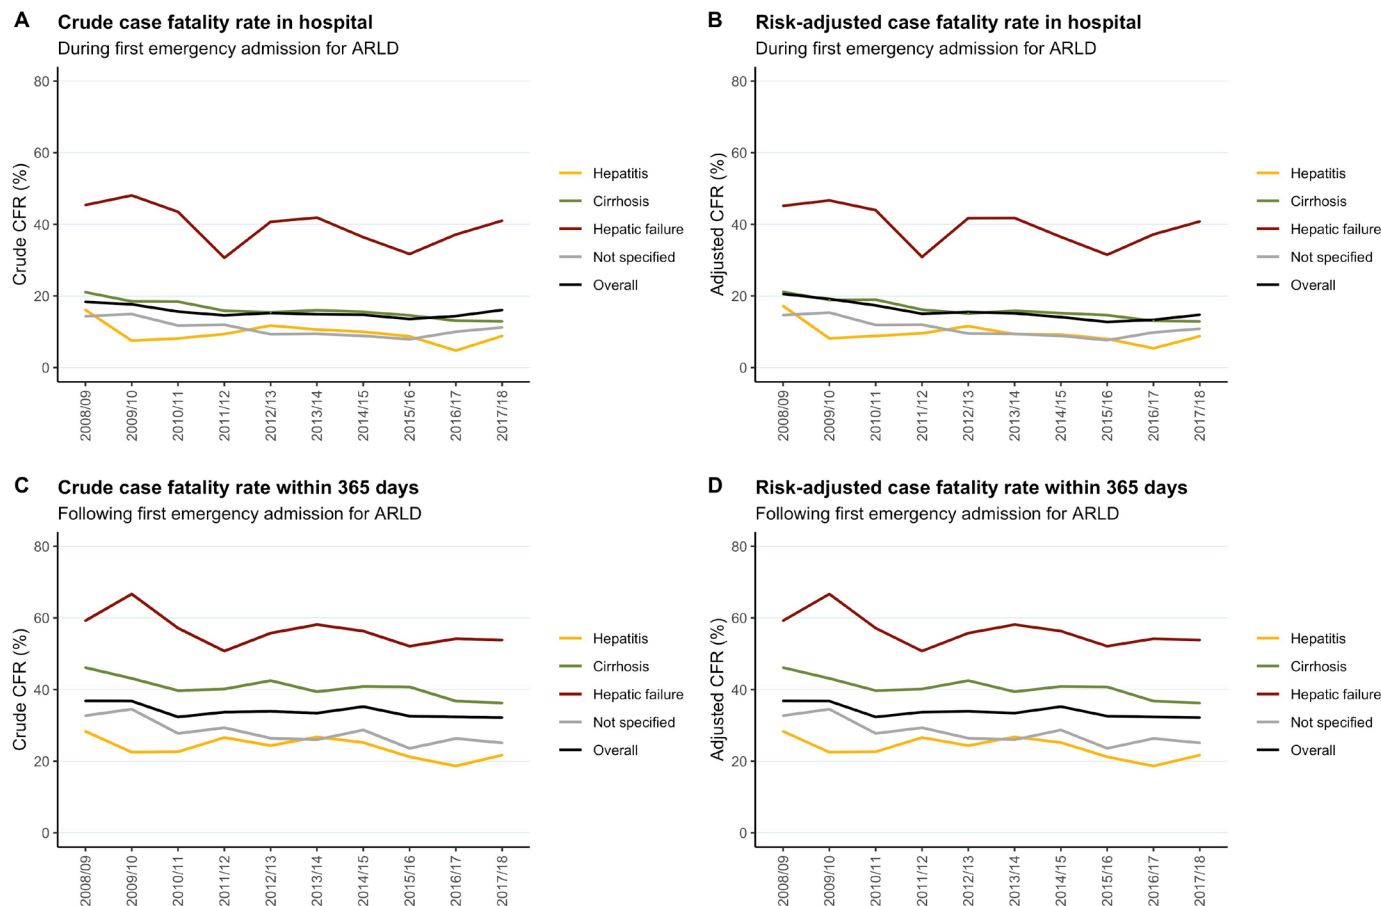 A Crude case fatality rate in hospital
During first emergency admission for ARLD
Crude CFR (%)
80
60
40
20
0
2008/09
2009/10
2010/11
2011/12
2012/13
2013/14
2014/15
2015/16
2016/17
2017/18
Hepatitis
Cirrhosis
Hepatic failure
Not specified
Overall
B Risk-adjusted case fatality rate in hospital
During first emergency admission for ARLD
Adjusted CFR (%)
80
60
40
20
0
2008/09
2009/10
2010/11
2011/12
2012/13
2013/14
2014/15
2015/16
2016/17
2017/18
Hepatitis
Cirrhosis
Hepatic failure
Not specified
Overall
C Crude case fatality rate within 365 days
Following first emergency admission for ARLD
Crude CFR (%)
80
60
40
20
0
2008/09
2009/10
2010/11
2011/12
2012/13
2013/14
2014/15
2015/16
2016/17
2017/18
Hepatitis
Cirrhosis
Hepatic failure
Not specified
Overall
D Risk-adjusted case fatality rate within 365 days
Following first emergency admission for ARLD
Adjusted CFR (%)
80
60
40
20
0
2008/09
2009/10
2010/11
2011/12
2012/13
2013/14
2014/15
2015/16
2016/17
2017/18
Hepatitis
Cirrhosis
Hepatic failure
Not specified
Overall